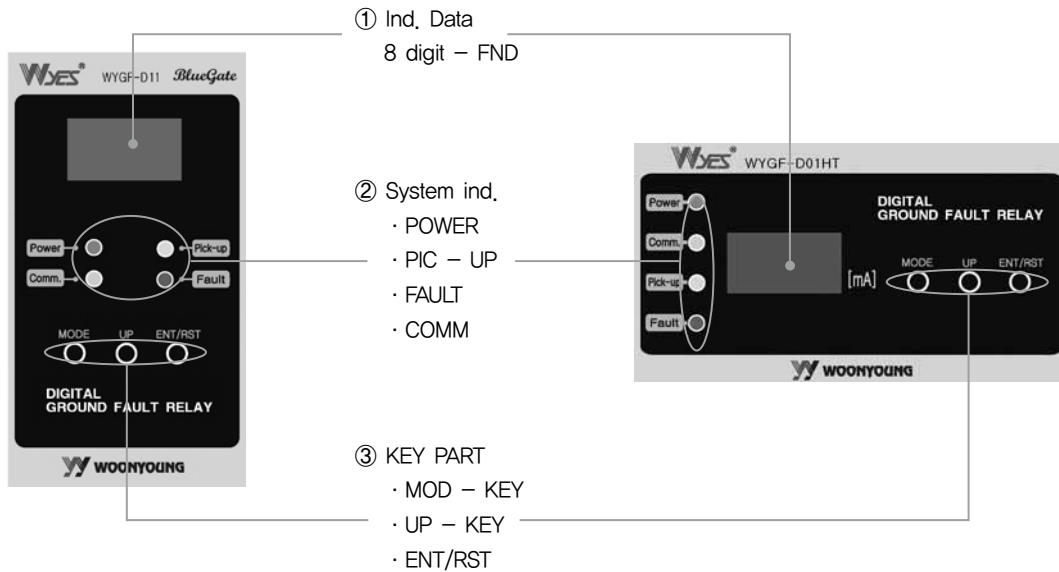 ① Ind. Data
8 digit – FND
WYES® WYGF-D11 BlueGate
Power
Pick-up
Comm.
Fault
MODE UP ENT/RST
DIGITAL
GROUND FAULT RELAY
WOONYOUNG
② System ind.
· POWER
· PIC – UP
· FAULT
· COMM
WYES® WYGF-D01HT
Power
Comm.
Pick-up
Fault
[mA]
DIGITAL
GROUND FAULT RELAY
MODE UP ENT/RST
WOONYOUNG
③ KEY PART
· MOD – KEY
· UP – KEY
· ENT/RST